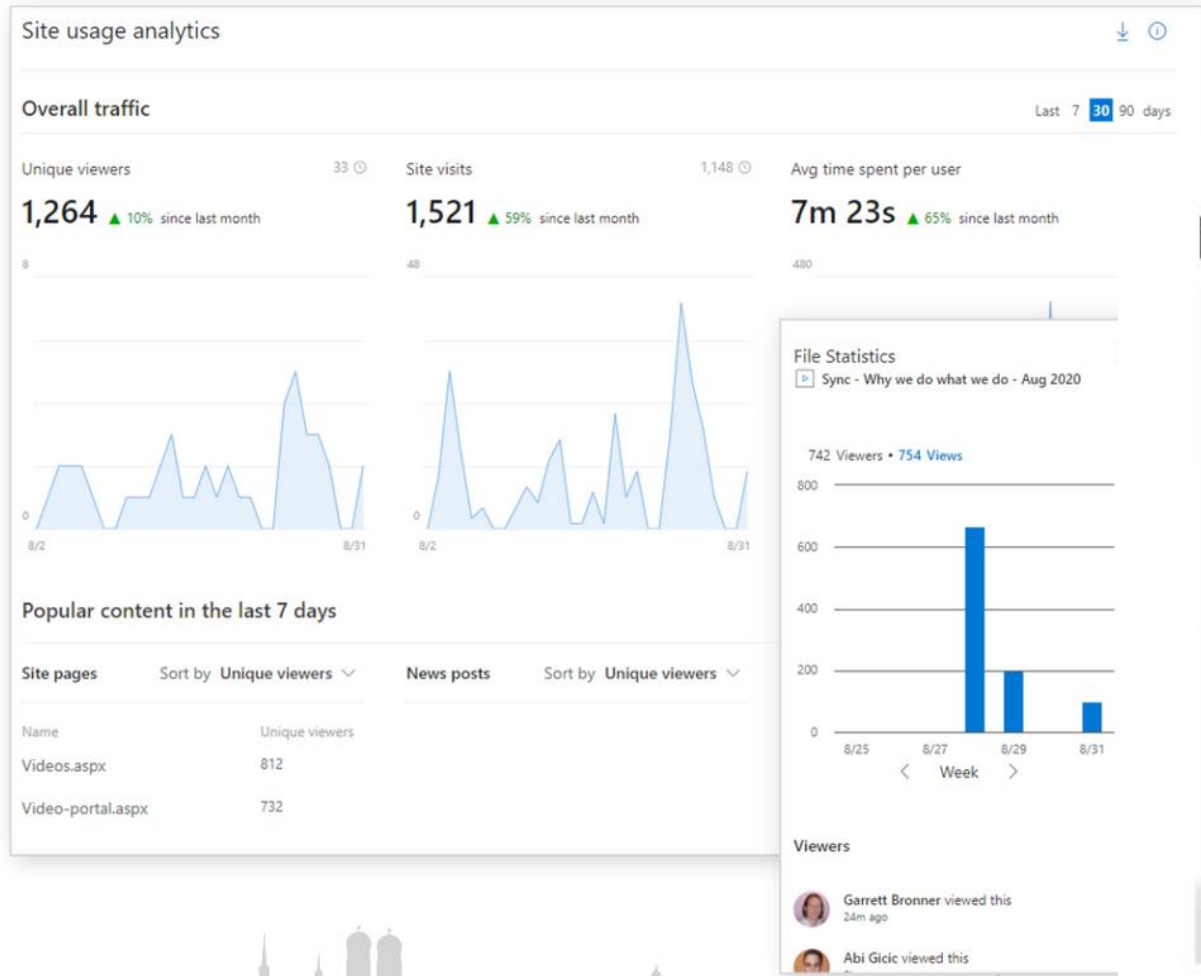 Site usage analytics
Overall traffic
Last 7 30 90 days
Unique viewers 33
1,264 ▲ 10% since last month
8
0
8/2 8/31
Site visits 1,148
1,521 ▲ 59% since last month
48
0
8/2 8/31
Avg time spent per user
7m 23s ▲ 65% since last month
480
Popular content in the last 7 days
Site pages Sort by Unique viewers
Name Unique viewers
Videos.aspx 812
Video-portal.aspx 732
News posts Sort by Unique viewers
File Statistics
Sync - Why we do what we do - Aug 2020
742 Viewers • 754 Views
800
600
400
200
0
8/25 8/27 8/29 8/31
Week
Viewers
Garrett Bronner viewed this
24m ago
Abi Gicic viewed this